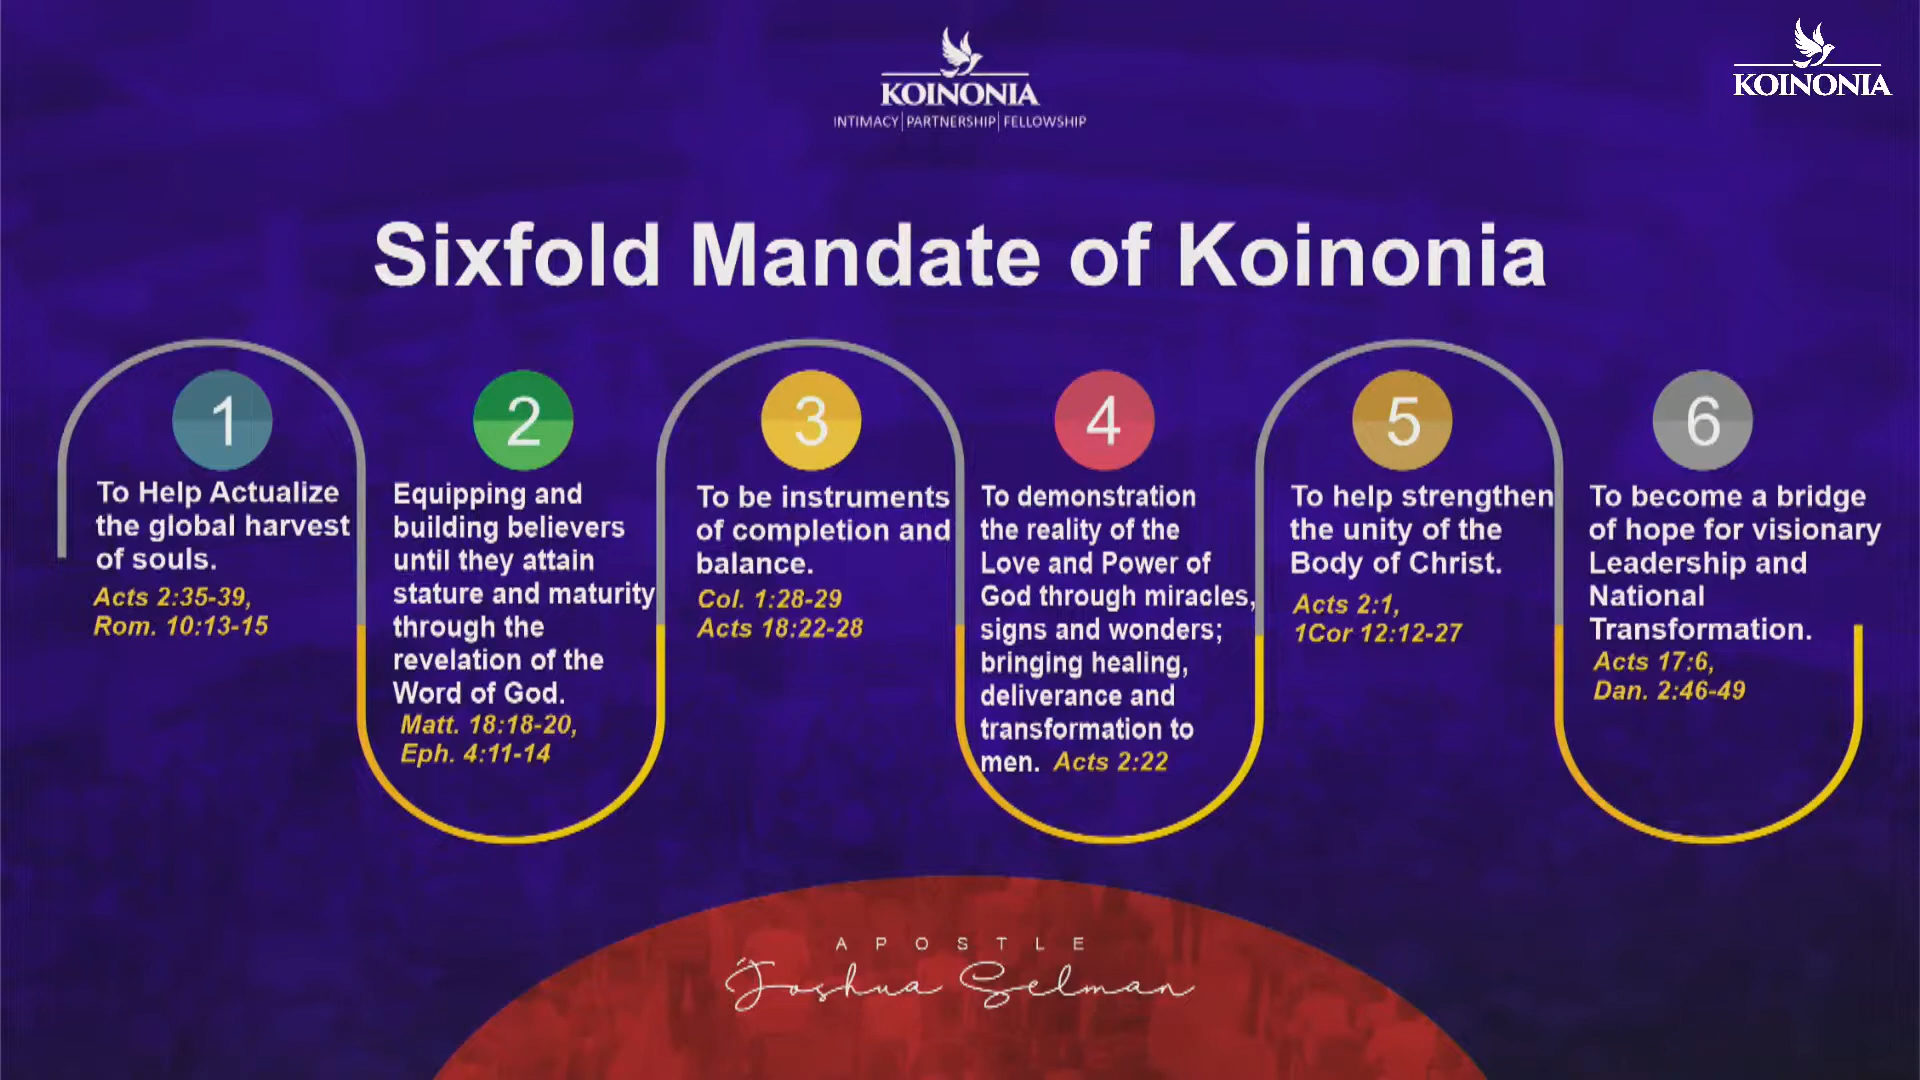 KOINONIA
INTIMACY | PARTNERSHIP | FELLOWSHIP
KOINONIA
Sixfold Mandate of Koinonia
1
To Help Actualize
the global harvest
of souls.
Acts 2:35-39,
Rom. 10:13-15
2
Equipping and
building believers
until they attain
stature and maturity
through the
revelation of the
Word of God.
Matt. 18:18-20,
Eph. 4:11-14
3
To be instruments
of completion and
balance.
Col. 1:28-29
Acts 18:22-28
4
To demonstration
the reality of the
Love and Power of
God through miracles,
signs and wonders;
bringing healing,
deliverance and
transformation to
men. Acts 2:22
5
To help strengthen
the unity of the
Body of Christ.
Acts 2:1,
1Cor 12:12-27
6
To become a bridge
of hope for visionary
Leadership and
National
Transformation.
Acts 17:6,
Dan. 2:46-49
APOSTLE
Joshua Selman